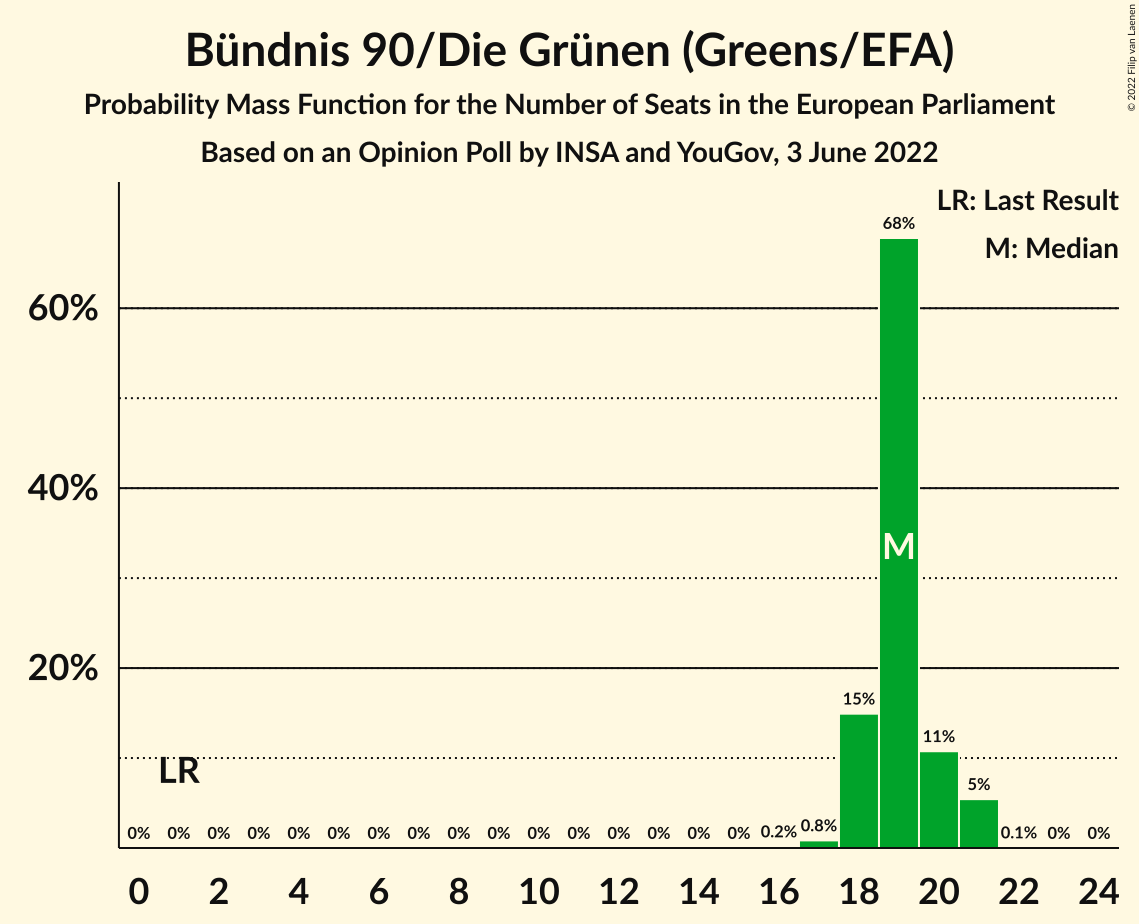 Bündnis 90/Die Grünen (Greens/EFA)
Probability Mass Function for the Number of Seats in the European Parliament
Based on an Opinion Poll by INSA and YouGov, 3 June 2022
© 2022 Filip van Laenen
LR: Last Result
M: Median
68%
60%
40%
M
20%
15%
11%
5%
LR
0% 0% 0% 0% 0% 0% 0% 0% 0% 0% 0% 0% 0% 0% 0% 0% 0.2% 0.8% 0.1% 0% 0%
0 2 4 6 8 10 12 14 16 18 20 22 24